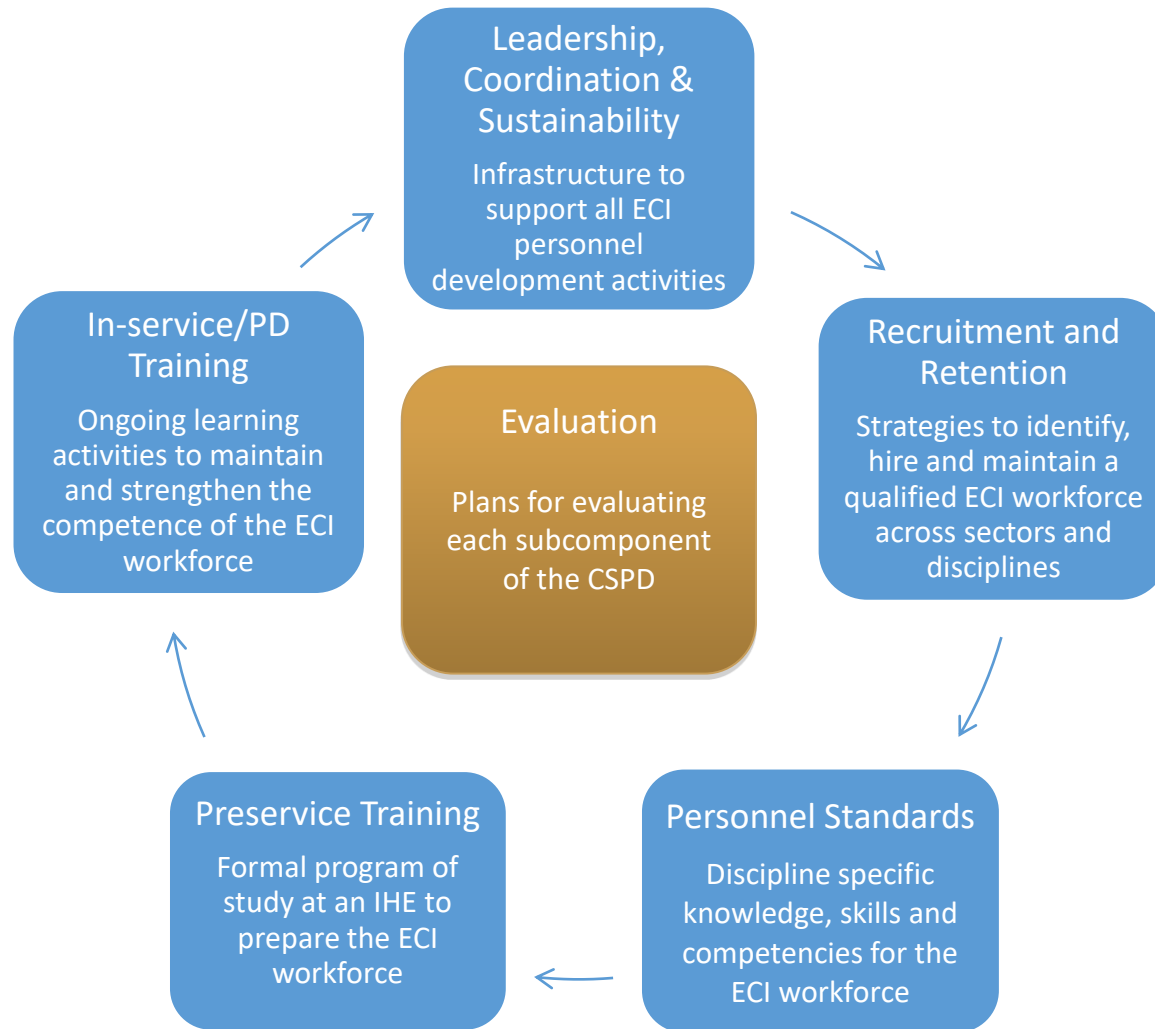 Leadership,
Coordination &
Sustainability
Infrastructure to
support all ECI
personnel
development activities
Recruitment and
Retention
Strategies to identify,
hire and maintain a
qualified ECI workforce
across sectors and
disciplines
Personnel Standards
Discipline specific
knowledge, skills and
competencies for the
ECI workforce
Preservice Training
Formal program of
study at an IHE to
prepare the ECI
workforce
In-service/PD
Training
Ongoing learning
activities to maintain
and strengthen the
competence of the ECI
workforce
Evaluation
Plans for evaluating
each subcomponent
of the CSPD